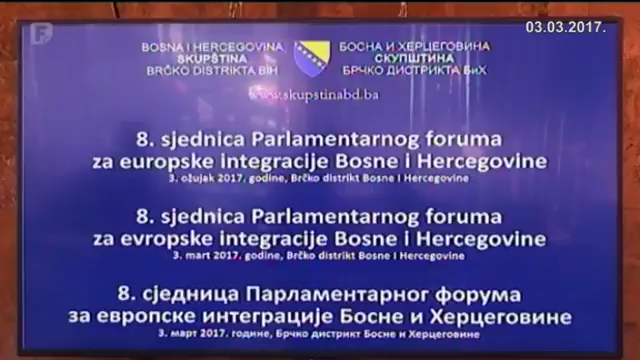 03.03.2017.
F
BOSNA I HERCEGOVINA
SKUPŠTINA
BRČKO DISTRIKTA BIH
БОСНА И ХЕРЦЕГОВИНА
СКУПШТИНА
БРЧКО ДИСТРИКТА БиХ
www.skupstinabd.ba
8. sjednica Parlamentarnog foruma
za europske integracije Bosne i Hercegovine
3. ožujak 2017. godine, Brčko distrikt Bosne i Hercegovine
8. sjednica Parlamentarnog foruma
za evropske integracije Bosne i Hercegovine
3. mart 2017. godine, Brčko distrikt Bosne i Hercegovine
8. сједница Парламентарног форума
за европске интеграције Босне и Херцеговине
3. март 2017. године, Брчко дистрикт Босне и Херцеговине